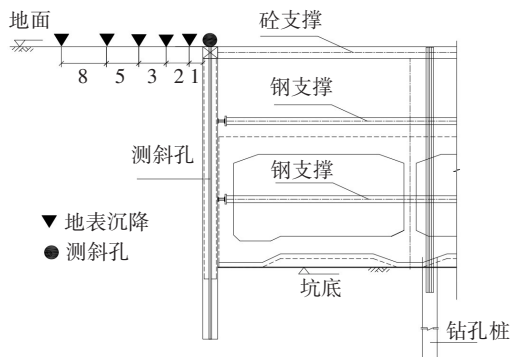 地面
砼支撑
8 5 3 2 1
钢支撑
测斜孔
钢支撑
地表沉降
测斜孔
坑底
钻孔桩